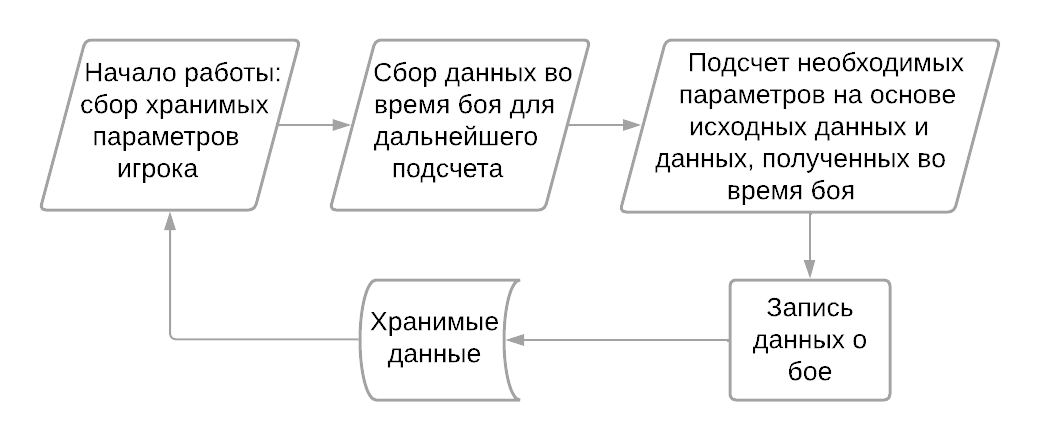 Начало работы:
сбор хранимых
параметров
игрока
Сбор данных во
время боя для
дальнейшего
подсчета
Подсчет необходимых
параметров на основе
исходных данных и
данных, полученных во
время боя
Запись
данных о
бое
Хранимые
данные